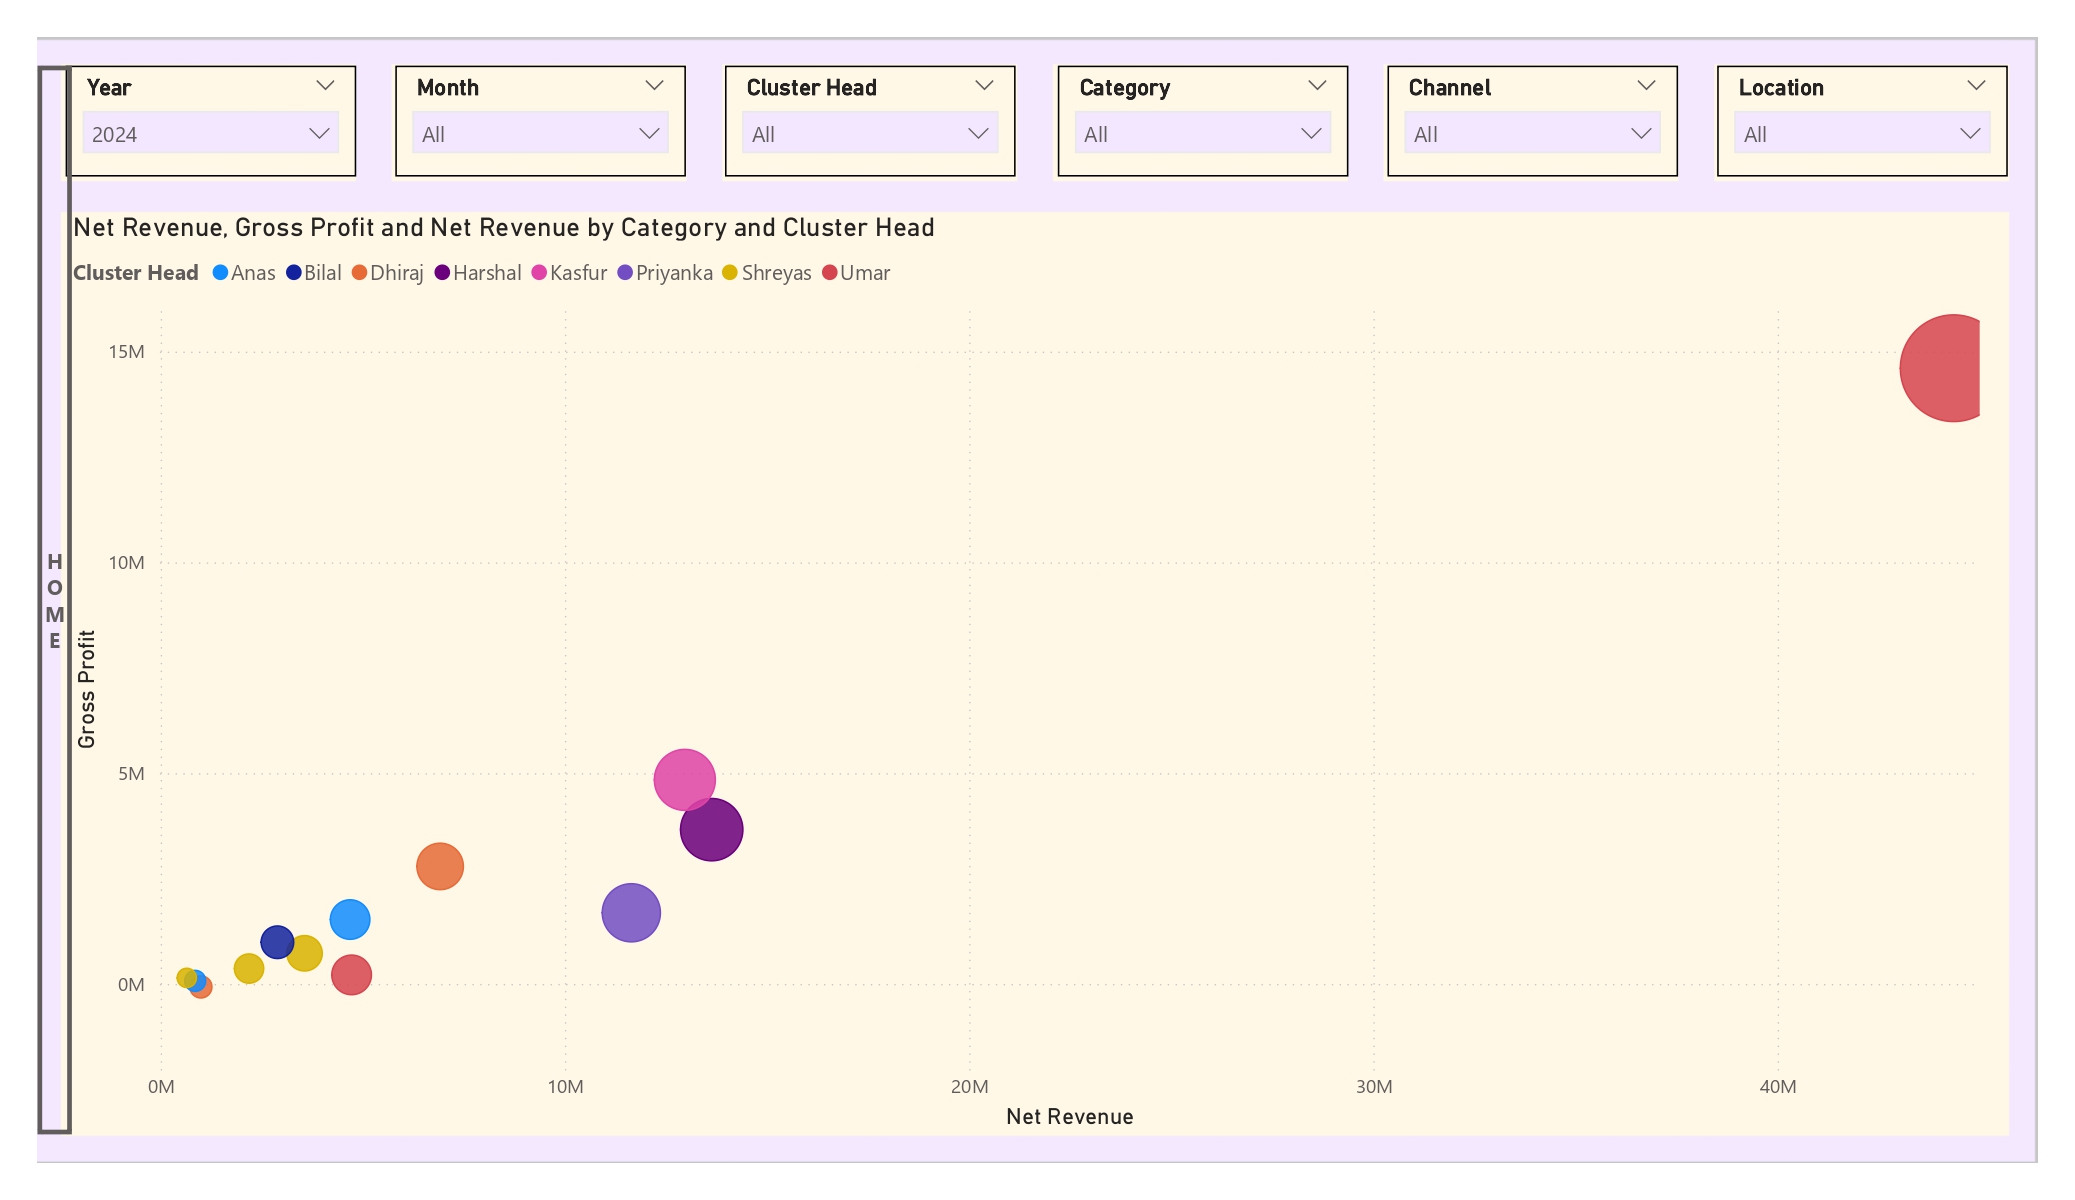 Year
2024
Month
All
Cluster Head
All
Category
All
Channel
All
Location
All
Net Revenue, Gross Profit and Net Revenue by Category and Cluster Head
Cluster Head Anas Bilal Dhiraj Harshal Kasfur Priyanka Shreyas Umar
15M
10M
5M
0M
Gross Profit
H
O
M
E
0M 10M 20M 30M 40M
Net Revenue